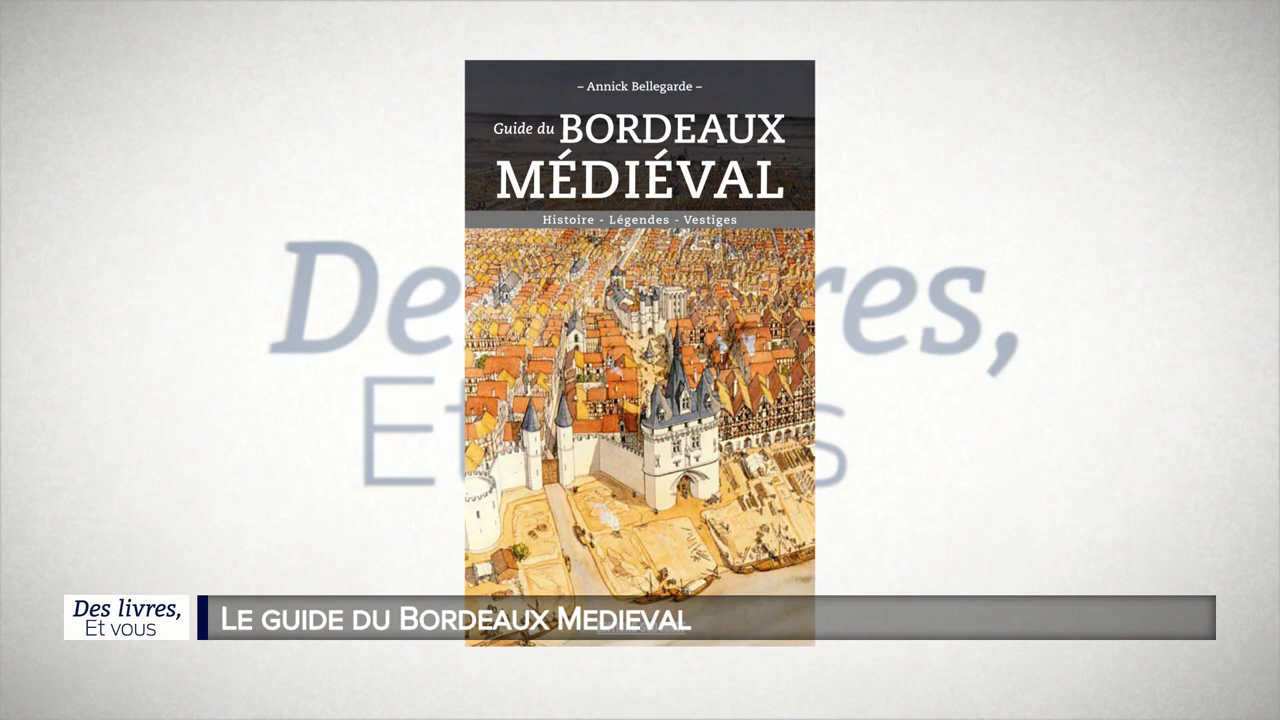 – Annick Bellegarde –
Guide du BORDEAUX
MÉDIÉVAL
Histoire - Légendes - Vestiges
Des livres,
Et vous
LE GUIDE DU BORDEAUX MEDIEVAL